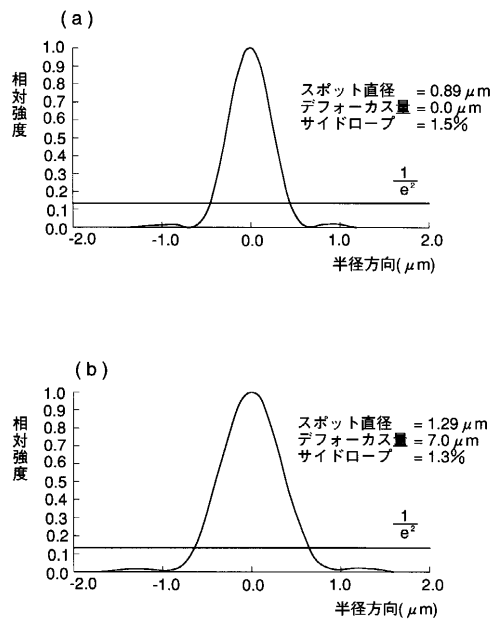 (a)
相対強度
1.0
0.9
0.8
0.7
0.6
0.5
0.4
0.3
0.2
0.1
0.0
スポット直径 = 0.89 μm
デフォーカス量 = 0.0 μm
サイドロープ = 1.5%
1/e²
-2.0 -1.0 0.0 1.0 2.0
半径方向(μm)
(b)
相対強度
1.0
0.9
0.8
0.7
0.6
0.5
0.4
0.3
0.2
0.1
0.0
スポット直径 = 1.29 μm
デフォーカス量 = 7.0 μm
サイドロープ = 1.3%
1/e²
-2.0 -1.0 0.0 1.0 2.0
半径方向(μm)